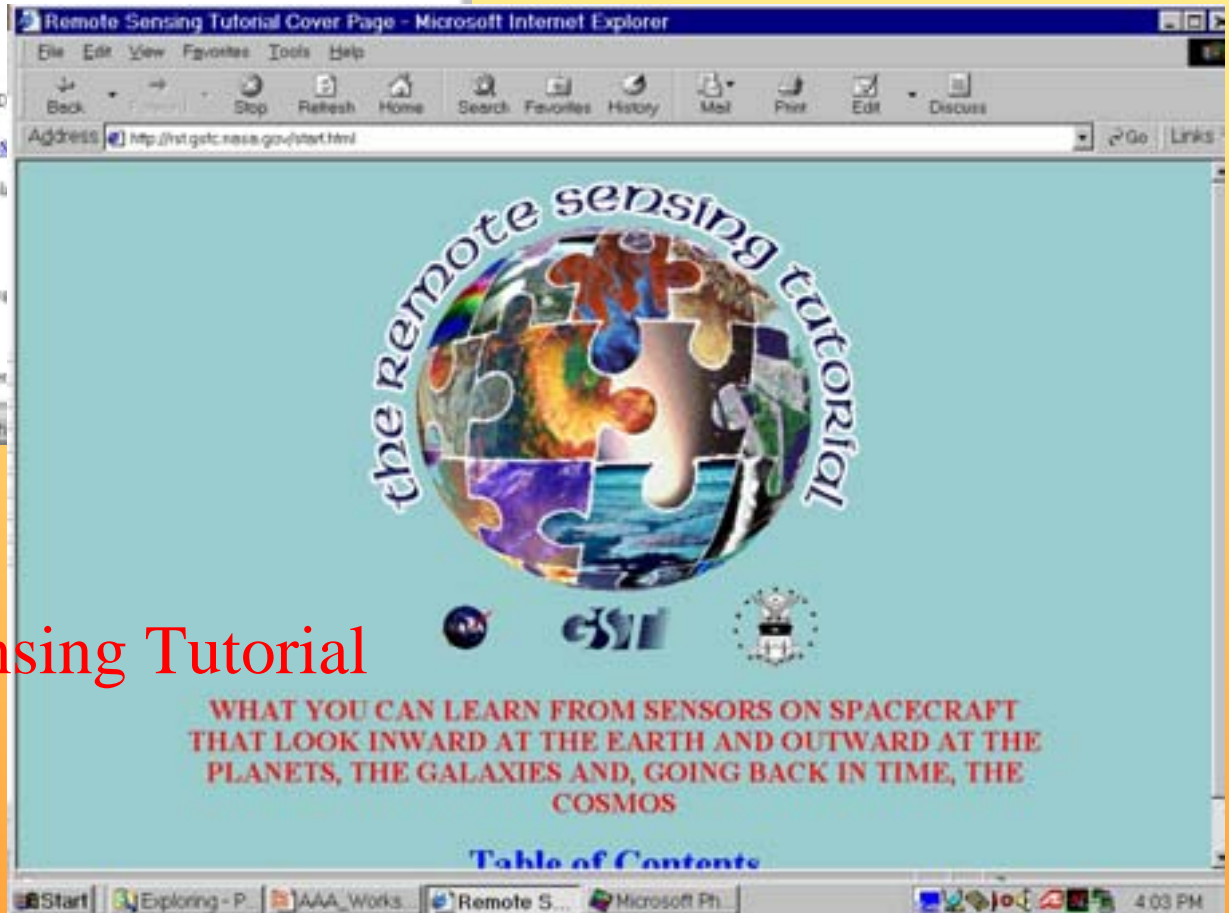 Remote Sensing Tutorial Cover Page - Microsoft Internet Explorer
File Edit View Favorites Tools Help
Back Stop Refresh Home Search Favorites History Mail Print Edit Discuss
Address http://rst.gsfc.nasa.gov/start.html Go Links
the remote sensing tutorial
GSTI
nsing Tutorial
WHAT YOU CAN LEARN FROM SENSORS ON SPACECRAFT
THAT LOOK INWARD AT THE EARTH AND OUTWARD AT THE
PLANETS, THE GALAXIES AND, GOING BACK IN TIME, THE
COSMOS
Table of Contents
Start Exploring - P... AAA_Works... Remote S... Microsoft Ph... 4:03 PM